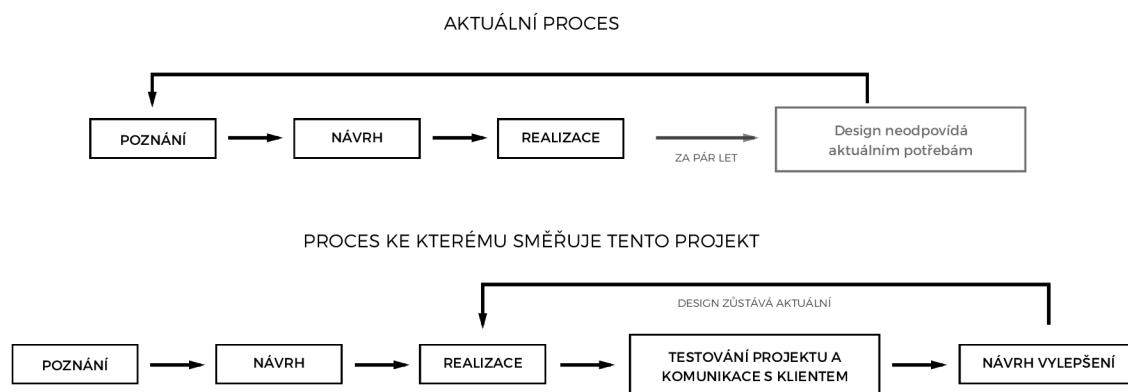 AKTUÁLNÍ PROCES
POZNÁNÍ
NÁVRH
REALIZACE
ZA PÁR LET
Design neodpovídá
aktuálním potřebám
PROCES KE KTERÉMU SMĚŘUJE TENTO PROJEKT
DESIGN ZŮSTÁVÁ AKTUÁLNÍ
POZNÁNÍ
NÁVRH
REALIZACE
TESTOVÁNÍ PROJEKTU A
KOMUNIKACE S KLIENTEM
NÁVRH VYLEPŠENÍ